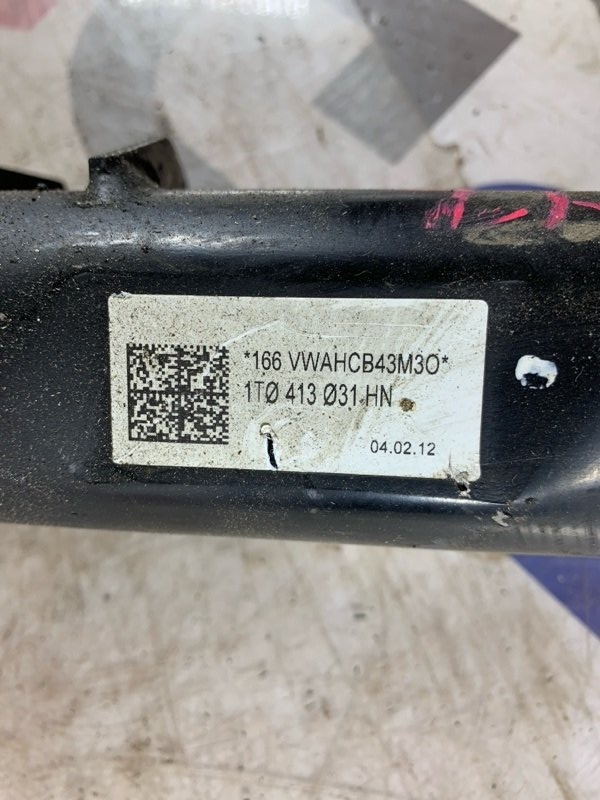 *166 VWAHCB43M3O*
1TØ 413 Ø31 HN
04.02.12